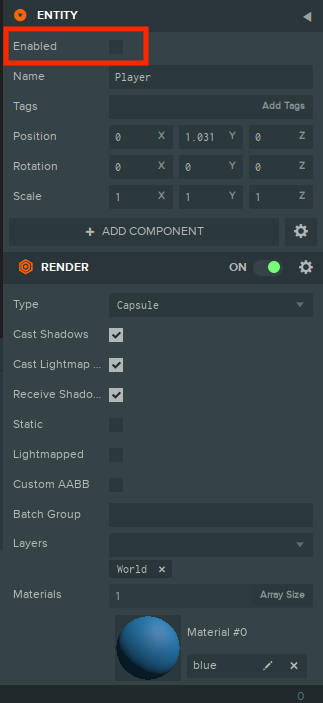 ENTITY
Enabled
Name Player
Tags Add Tags
Position 0 X 1.031 Y 0 Z
Rotation 0 X 0 Y 0 Z
Scale 1 X 1 Y 1 Z
+ ADD COMPONENT
RENDER ON
Type Capsule
Cast Shadows
Cast Lightmap ...
Receive Shado...
Static
Lightmapped
Custom AABB
Batch Group
Layers
World ×
Materials 1 Array Size
Material #0
blue ×
0